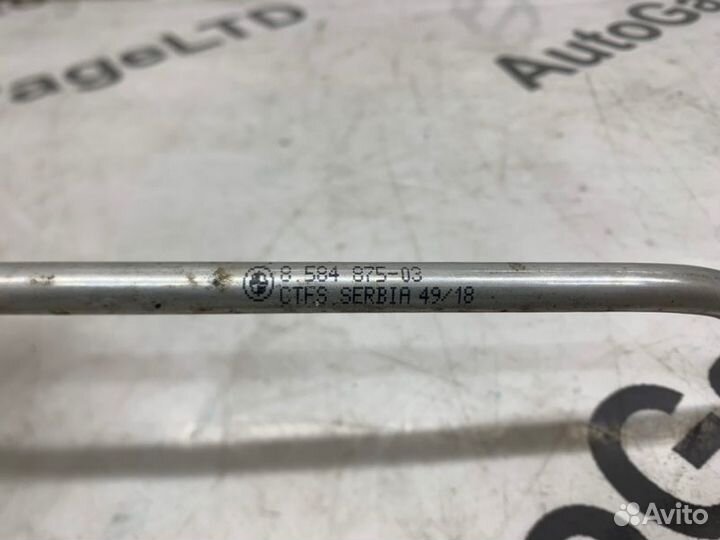 ageLTD
AutoGa
8 584 875-03
CTFS SERBIA 49/18
Avito